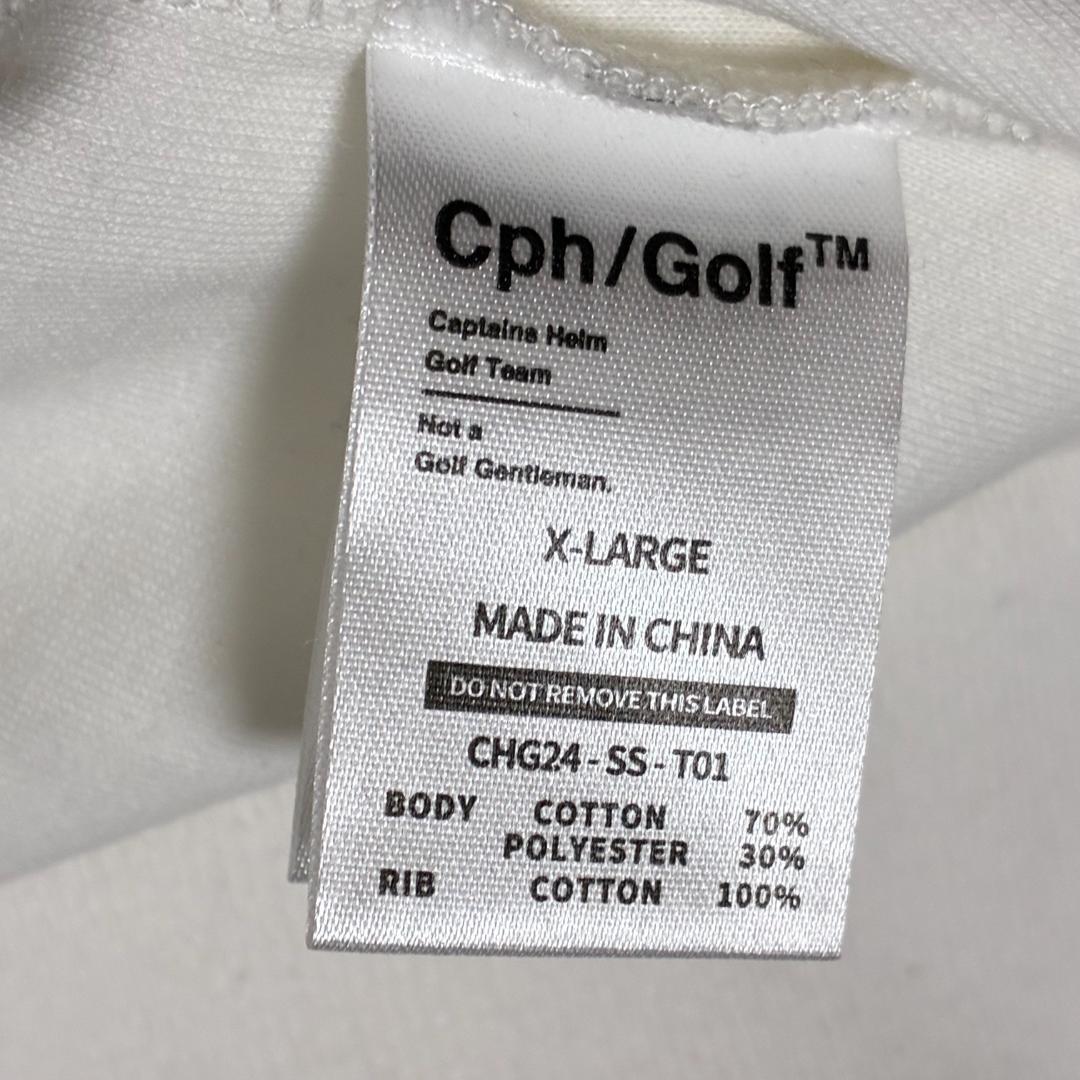 Cph/Golf™
Captains Helm
Golf Team
Not a
Golf Gentleman.
X-LARGE
MADE IN CHINA
DO NOT REMOVE THIS LABEL
CHG24 - SS - T01
BODY COTTON 70%
POLYESTER 30%
RIB COTTON 100%